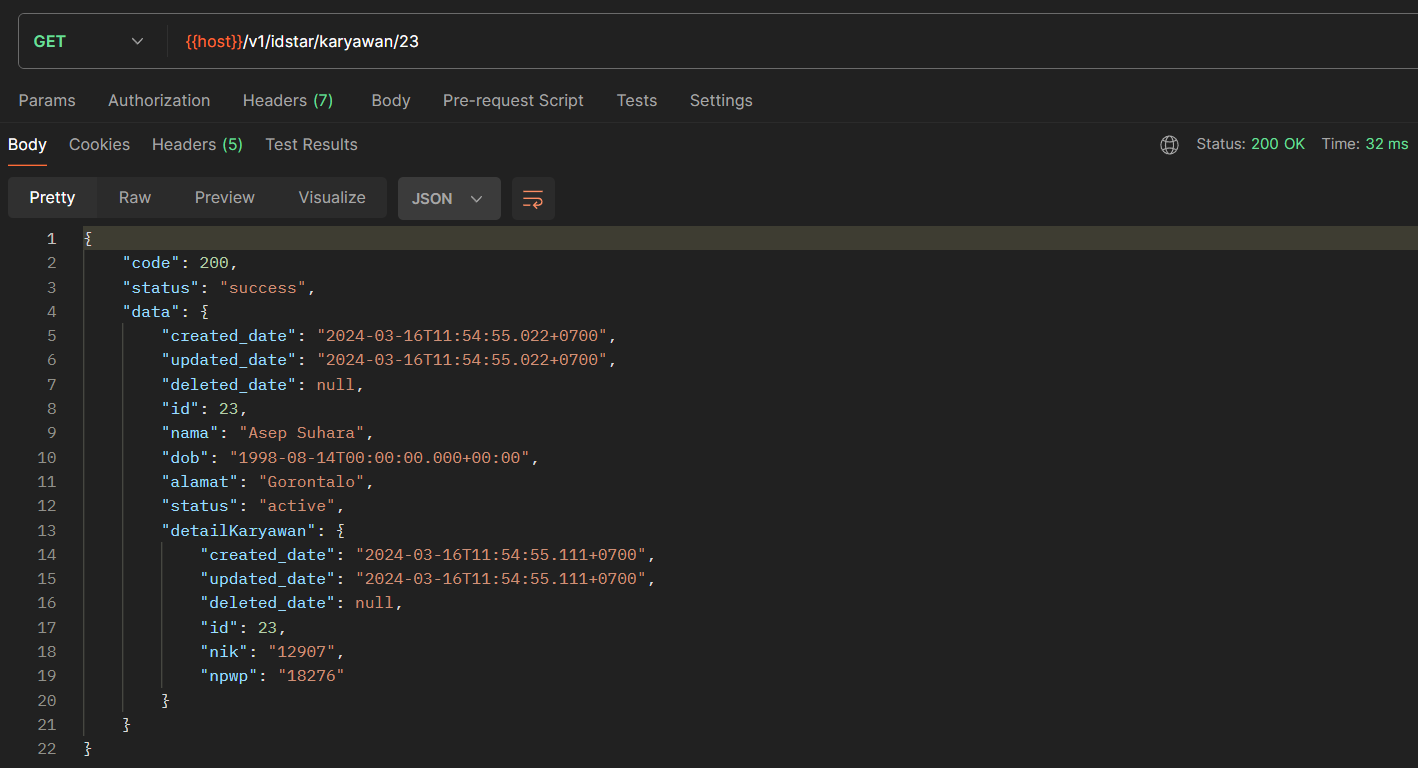 GET {{host}}/v1/idstar/karyawan/23
Params Authorization Headers (7) Body Pre-request Script Tests Settings
Body Cookies Headers (5) Test Results Status: 200 OK Time: 32 ms
Pretty Raw Preview Visualize JSON
1 {
2 "code": 200,
3 "status": "success",
4 "data": {
5 "created_date": "2024-03-16T11:54:55.022+0700",
6 "updated_date": "2024-03-16T11:54:55.022+0700",
7 "deleted_date": null,
8 "id": 23,
9 "nama": "Asep Suhara",
10 "dob": "1998-08-14T00:00:00.000+00:00",
11 "alamat": "Gorontalo",
12 "status": "active",
13 "detailKaryawan": {
14 "created_date": "2024-03-16T11:54:55.111+0700",
15 "updated_date": "2024-03-16T11:54:55.111+0700",
16 "deleted_date": null,
17 "id": 23,
18 "nik": "12907",
19 "npwp": "18276"
20 }
21 }
22 }